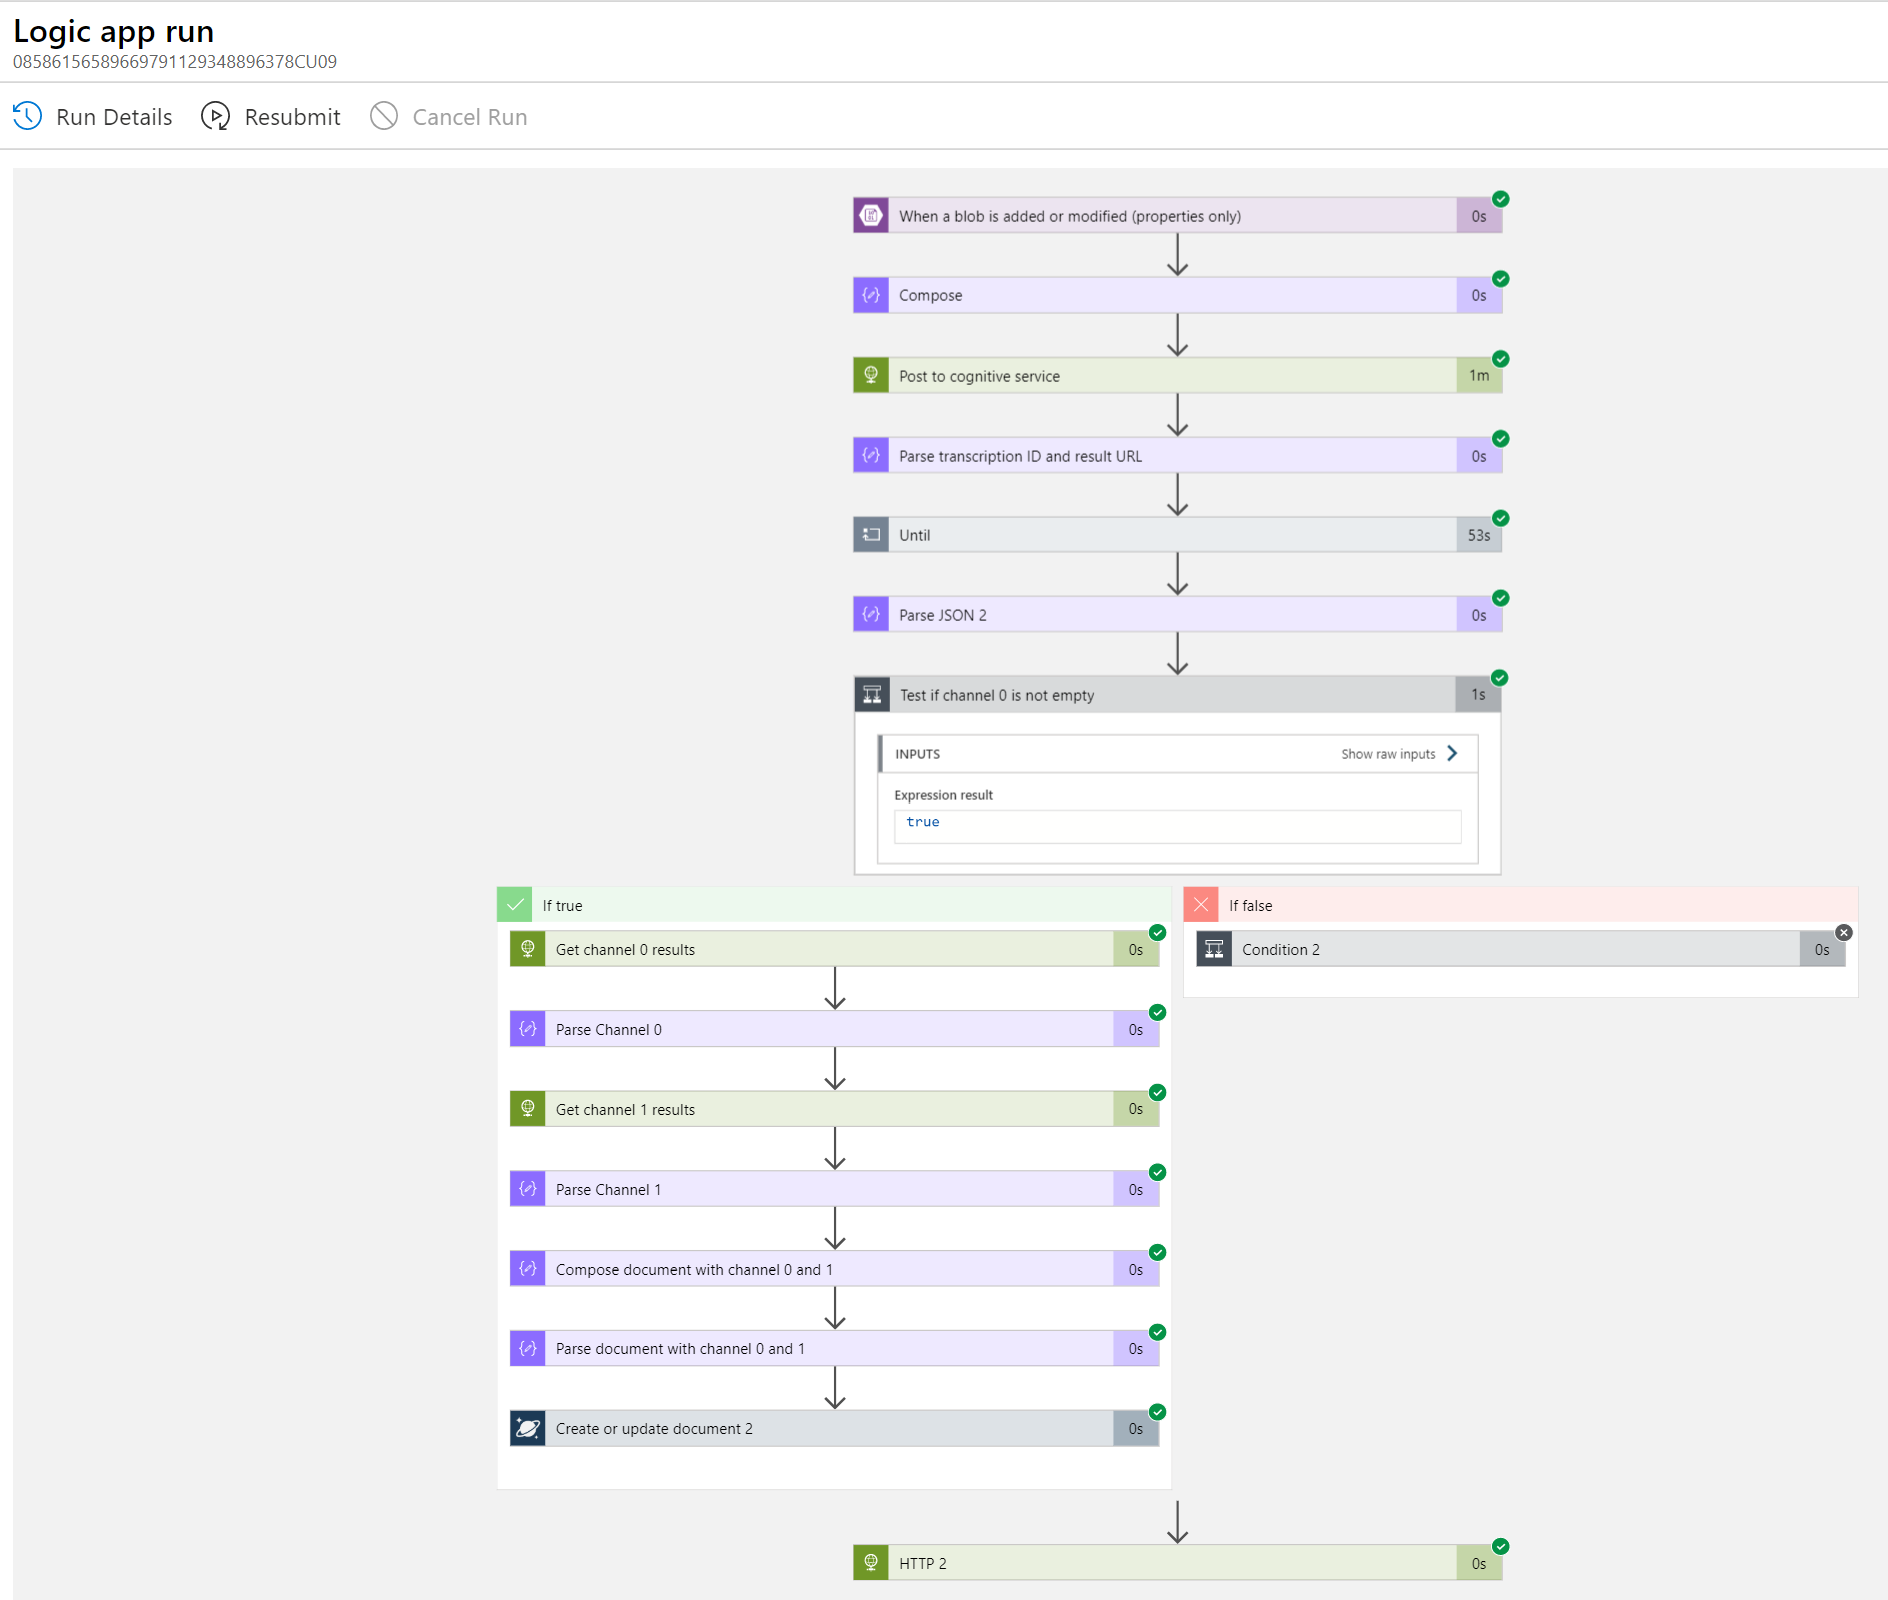 Logic app run
08586156589669791129348896378CU09
Run Details
Resubmit
Cancel Run
When a blob is added or modified (properties only)
0s
Compose
0s
Post to cognitive service
1m
Parse transcription ID and result URL
0s
Until
53s
Parse JSON 2
0s
Test if channel 0 is not empty
1s
INPUTS
Show raw inputs
Expression result
true
If true
Get channel 0 results
0s
Parse Channel 0
0s
Get channel 1 results
0s
Parse Channel 1
0s
Compose document with channel 0 and 1
0s
Parse document with channel 0 and 1
0s
Create or update document 2
0s
If false
Condition 2
0s
HTTP 2
0s